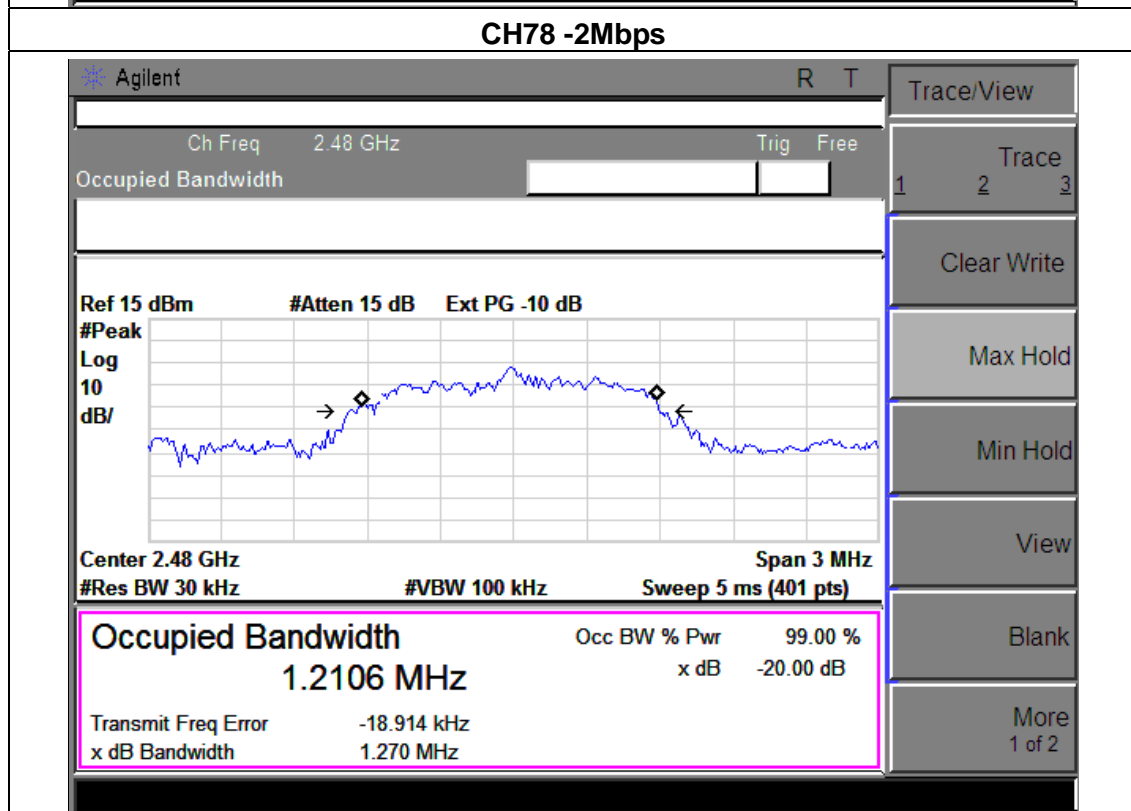 CH78 -2Mbps
Agilent R T
Ch Freq 2.48 GHz Trig Free
Occupied Bandwidth
Ref 15 dBm #Atten 15 dB Ext PG -10 dB
#Peak
Log
10
dB/
Center 2.48 GHz Span 3 MHz
#Res BW 30 kHz #VBW 100 kHz Sweep 5 ms (401 pts)
Occupied Bandwidth Occ BW % Pwr 99.00 %
1.2106 MHz x dB -20.00 dB
Transmit Freq Error -18.914 kHz
x dB Bandwidth 1.270 MHz
Trace/View
Trace
1 2 3
Clear Write
Max Hold
Min Hold
View
Blank
More
1 of 2